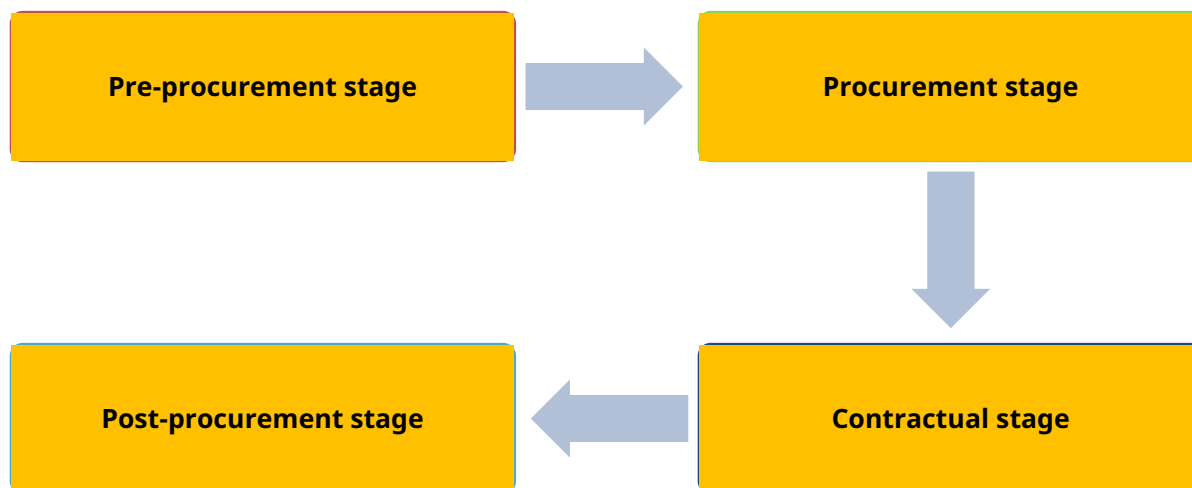 Pre-procurement stage
Procurement stage
Contractual stage
Post-procurement stage